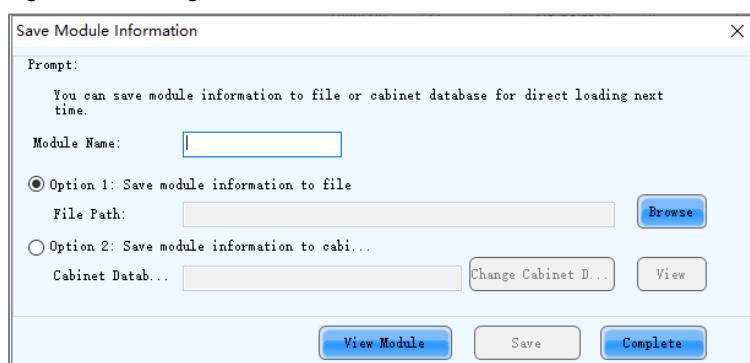 Save Module Information
Prompt:
You can save module information to file or cabinet database for direct loading next
time.
Module Name:
Option 1: Save module information to file
File Path:
Browse
Option 2: Save module information to cabi...
Cabinet Datab...
Change Cabinet D...
View
View Module
Save
Complete